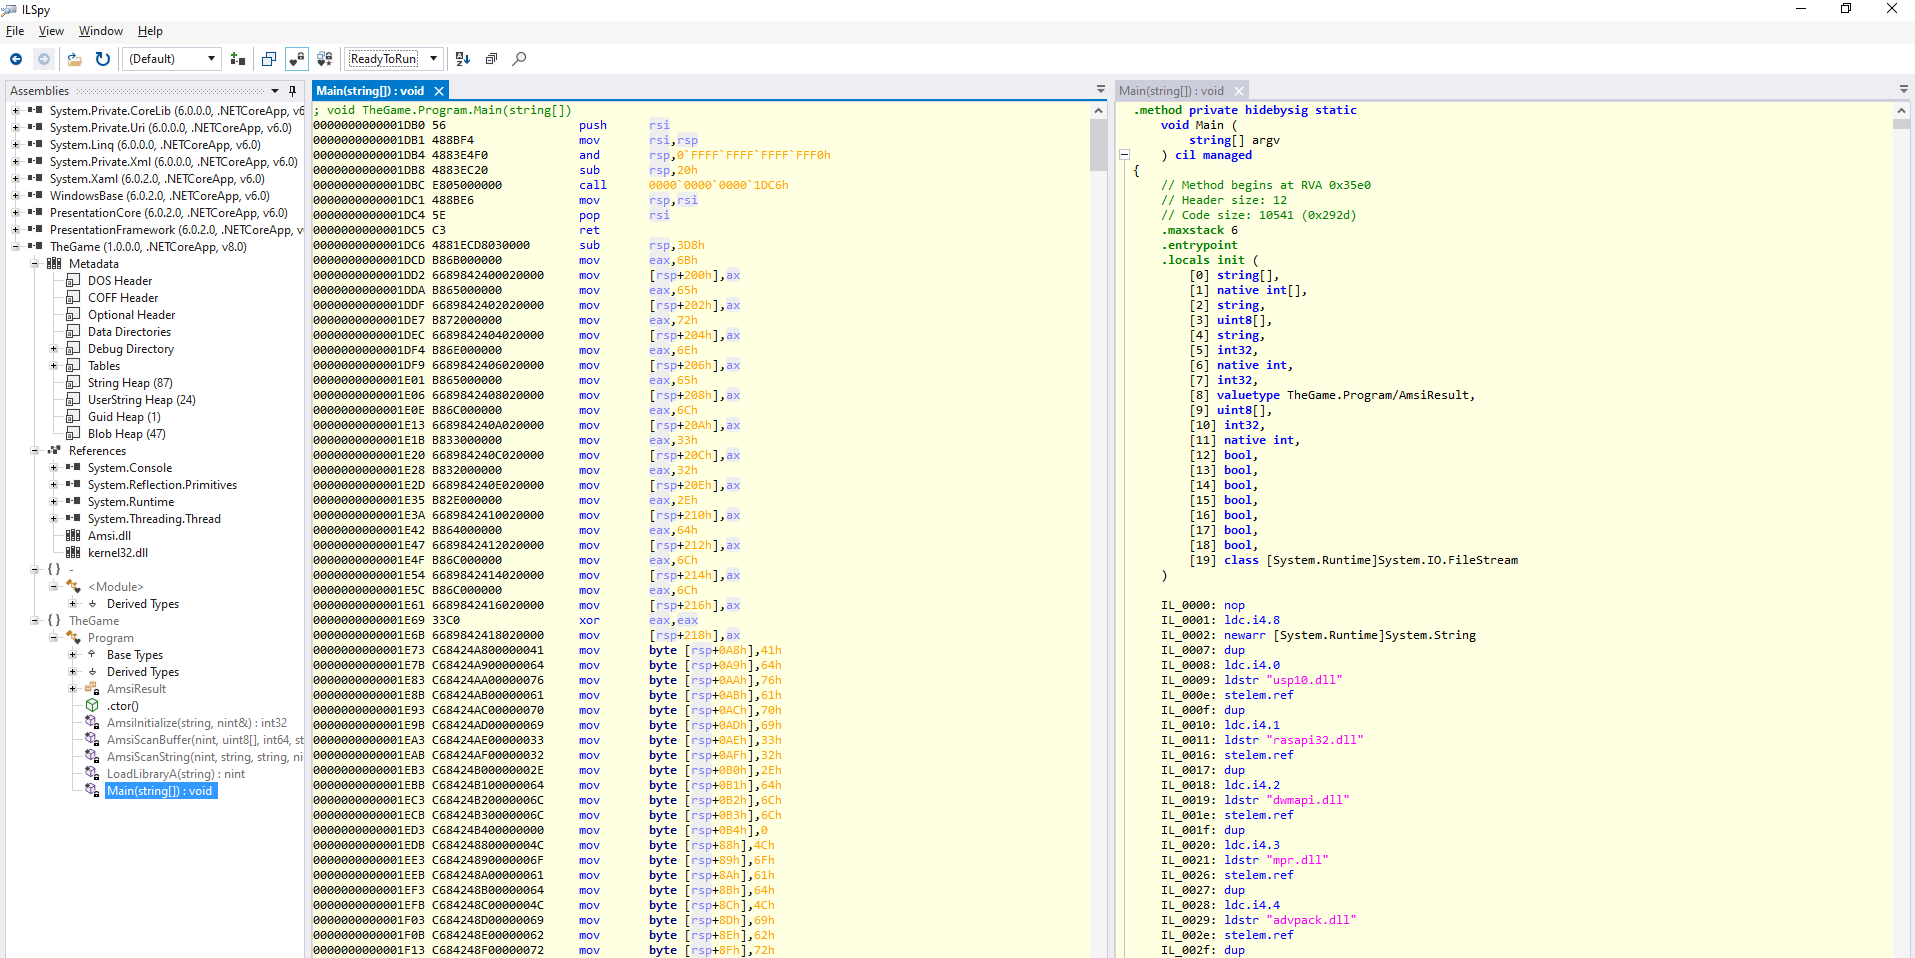 ILSpy
File View Window Help
(Default) ReadyToRun
Assemblies
System.Private.CoreLib (6.0.0.0, .NETCoreApp, v6
System.Private.Uri (6.0.0.0, .NETCoreApp, v6.0)
System.Linq (6.0.0.0, .NETCoreApp, v6.0)
System.Private.Xml (6.0.0.0, .NETCoreApp, v6.0)
System.Xaml (6.0.2.0, .NETCoreApp, v6.0)
WindowsBase (6.0.2.0, .NETCoreApp, v6.0)
PresentationCore (6.0.2.0, .NETCoreApp, v6.0)
PresentationFramework (6.0.2.0, .NETCoreApp, v
TheGame (1.0.0.0, .NETCoreApp, v8.0)
Metadata
DOS Header
COFF Header
Optional Header
Data Directories
Debug Directory
Tables
String Heap (87)
UserString Heap (24)
Guid Heap (1)
Blob Heap (47)
References
System.Console
System.Reflection.Primitives
System.Runtime
System.Threading.Thread
Amsi.dll
kernel32.dll
{ } -
<Module>
Derived Types
{ } TheGame
Program
Base Types
Derived Types
AmsiResult
.ctor()
AmsiInitialize(string, nint&) : int32
AmsiScanBuffer(nint, uint8[], int64, st
AmsiScanString(nint, string, string, ni
LoadLibraryA(string) : nint
Main(string[]) : void
Main(string[]) : void
; void TheGame.Program.Main(string[])
0000000000001DB0 56 push rsi
0000000000001DB1 488BF4 mov rsi,rsp
0000000000001DB4 4883E4F0 and rsp,0`FFFF`FFFF`FFFF`FFF0h
0000000000001DB8 4883EC20 sub rsp,20h
0000000000001DBC E805000000 call 0000`0000`0000`1DC6h
0000000000001DC1 488BE6 mov rsp,rsi
0000000000001DC4 5E pop rsi
0000000000001DC5 C3 ret
0000000000001DC6 4881ECD8030000 sub rsp,3D8h
0000000000001DCD B86B000000 mov eax,6Bh
0000000000001DD2 6689842400020000 mov [rsp+200h],ax
0000000000001DDA B865000000 mov eax,65h
0000000000001DDF 6689842402020000 mov [rsp+202h],ax
0000000000001DE7 B872000000 mov eax,72h
0000000000001DEC 6689842404020000 mov [rsp+204h],ax
0000000000001DF4 B86E000000 mov eax,6Eh
0000000000001DF9 6689842406020000 mov [rsp+206h],ax
0000000000001E01 B865000000 mov eax,65h
0000000000001E06 6689842408020000 mov [rsp+208h],ax
0000000000001E0E B86C000000 mov eax,6Ch
0000000000001E13 668984240A020000 mov [rsp+20Ah],ax
0000000000001E1B B833000000 mov eax,33h
0000000000001E20 668984240C020000 mov [rsp+20Ch],ax
0000000000001E28 B832000000 mov eax,32h
0000000000001E2D 668984240E020000 mov [rsp+20Eh],ax
0000000000001E35 B82E000000 mov eax,2Eh
0000000000001E3A 6689842410020000 mov [rsp+210h],ax
0000000000001E42 B864000000 mov eax,64h
0000000000001E47 6689842412020000 mov [rsp+212h],ax
0000000000001E4F B86C000000 mov eax,6Ch
0000000000001E54 6689842414020000 mov [rsp+214h],ax
0000000000001E5C B86C000000 mov eax,6Ch
0000000000001E61 6689842416020000 mov [rsp+216h],ax
0000000000001E69 33C0 xor eax,eax
0000000000001E6B 6689842418020000 mov [rsp+218h],ax
0000000000001E73 C68424A800000041 mov byte [rsp+0A8h],41h
0000000000001E7B C68424A900000064 mov byte [rsp+0A9h],64h
0000000000001E83 C68424AA00000076 mov byte [rsp+0AAh],76h
0000000000001E8B C68424AB00000061 mov byte [rsp+0ABh],61h
0000000000001E93 C68424AC00000070 mov byte [rsp+0ACh],70h
0000000000001E9B C68424AD00000069 mov byte [rsp+0ADh],69h
0000000000001EA3 C68424AE00000033 mov byte [rsp+0AEh],33h
0000000000001EAB C68424AF00000032 mov byte [rsp+0AFh],32h
0000000000001EB3 C68424B00000002E mov byte [rsp+0B0h],2Eh
0000000000001EBB C68424B100000064 mov byte [rsp+0B1h],64h
0000000000001EC3 C68424B20000006C mov byte [rsp+0B2h],6Ch
0000000000001ECB C68424B30000006C mov byte [rsp+0B3h],6Ch
0000000000001ED3 C68424B400000000 mov byte [rsp+0B4h],0
0000000000001EDB C68424880000004C mov byte [rsp+88h],4Ch
0000000000001EE3 C68424890000006F mov byte [rsp+89h],6Fh
0000000000001EEB C684248A00000061 mov byte [rsp+8Ah],61h
0000000000001EF3 C684248B00000064 mov byte [rsp+8Bh],64h
0000000000001EFB C684248C0000004C mov byte [rsp+8Ch],4Ch
0000000000001F03 C684248D00000069 mov byte [rsp+8Dh],69h
0000000000001F0B C684248E00000062 mov byte [rsp+8Eh],62h
0000000000001F13 C684248F00000072 mov byte [rsp+8Fh],72h
Main(string[]) : void
.method private hidebysig static
void Main (
string[] argv
) cil managed
{
// Method begins at RVA 0x35e0
// Header size: 12
// Code size: 10541 (0x292d)
.maxstack 6
.entrypoint
.locals init (
[0] string[],
[1] native int[],
[2] string,
[3] uint8[],
[4] string,
[5] int32,
[6] native int,
[7] int32,
[8] valuetype TheGame.Program/AmsiResult,
[9] uint8[],
[10] int32,
[11] native int,
[12] bool,
[13] bool,
[14] bool,
[15] bool,
[16] bool,
[17] bool,
[18] bool,
[19] class [System.Runtime]System.IO.FileStream
)
IL_0000: nop
IL_0001: ldc.i4.8
IL_0002: newarr [System.Runtime]System.String
IL_0007: dup
IL_0008: ldc.i4.0
IL_0009: ldstr "usp10.dll"
IL_000e: stelem.ref
IL_000f: dup
IL_0010: ldc.i4.1
IL_0011: ldstr "rasapi32.dll"
IL_0016: stelem.ref
IL_0017: dup
IL_0018: ldc.i4.2
IL_0019: ldstr "dwmapi.dll"
IL_001e: stelem.ref
IL_001f: dup
IL_0020: ldc.i4.3
IL_0021: ldstr "mpr.dll"
IL_0026: stelem.ref
IL_0027: dup
IL_0028: ldc.i4.4
IL_0029: ldstr "advpack.dll"
IL_002e: stelem.ref
IL_002f: dup